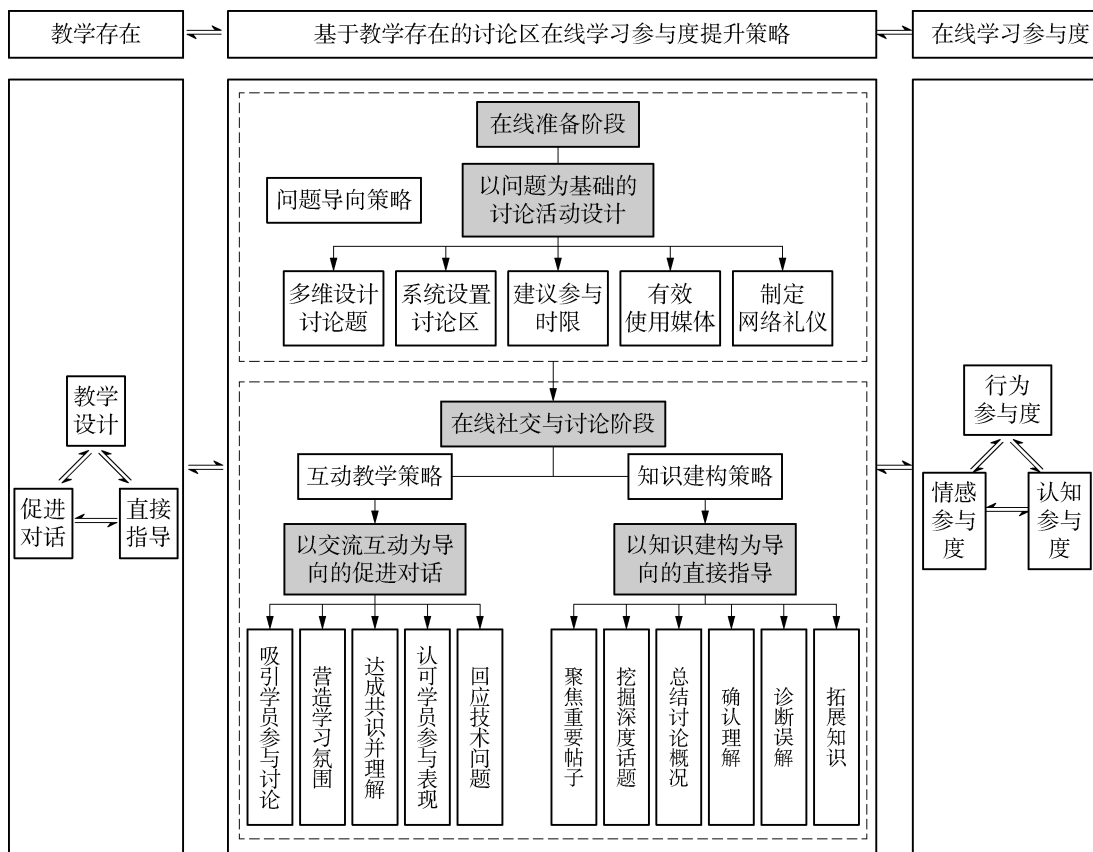 教学存在
基于教学存在的讨论区在线学习参与度提升策略
在线学习参与度
在线准备阶段
问题导向策略
以问题为基础的
讨论活动设计
多维设计
讨论题
系统设置
讨论区
建议参与
时限
有效
使用媒体
制定
网络礼仪
教学
设计
促进
对话
直接
指导
在线社交与讨论阶段
互动教学策略
知识建构策略
以交流互动为导
向的促进对话
以知识建构为导
向的直接指导
吸引学员参与讨论
营造学习氛围
达成共识并理解
认可学员参与表现
回应技术问题
聚焦重要帖子
挖掘深度话题
总结讨论概况
确认理解
诊断误解
拓展知识
行为
参与度
情感
参与
度
认知
参与
度